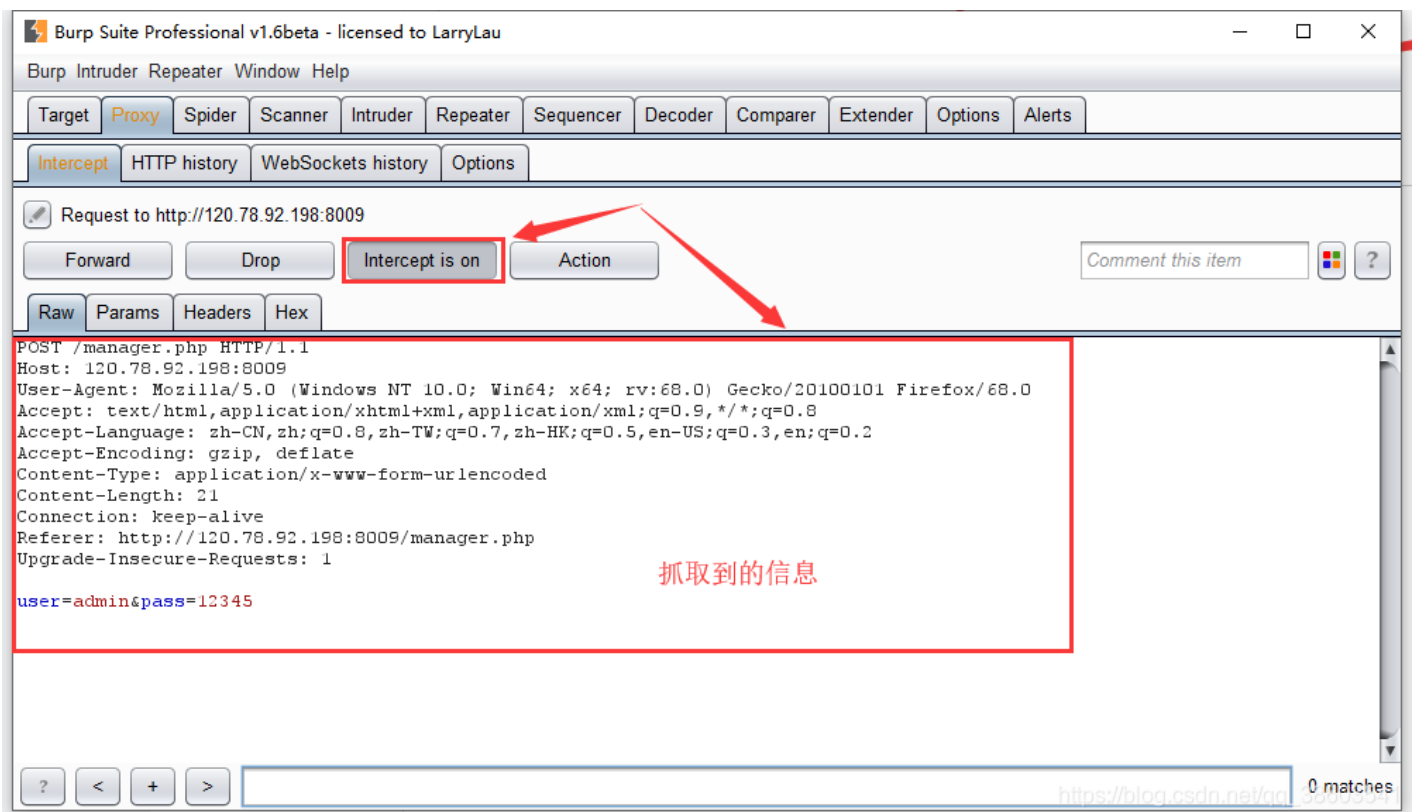 Burp Suite Professional v1.6beta - licensed to LarryLau
Burp Intruder Repeater Window Help
Target Proxy Spider Scanner Intruder Repeater Sequencer Decoder Comparer Extender Options Alerts
Intercept HTTP history WebSockets history Options
Request to http://120.78.92.198:8009
Forward Drop Intercept is on Action Comment this item ?
Raw Params Headers Hex
POST /manager.php HTTP/1.1
Host: 120.78.92.198:8009
User-Agent: Mozilla/5.0 (Windows NT 10.0; Win64; x64; rv:68.0) Gecko/20100101 Firefox/68.0
Accept: text/html,application/xhtml+xml,application/xml;q=0.9,*/*;q=0.8
Accept-Language: zh-CN,zh;q=0.8,zh-TW;q=0.7,zh-HK;q=0.5,en-US;q=0.3,en;q=0.2
Accept-Encoding: gzip, deflate
Content-Type: application/x-www-form-urlencoded
Content-Length: 21
Connection: keep-alive
Referer: http://120.78.92.198:8009/manager.php
Upgrade-Insecure-Requests: 1
抓取到的信息
user=admin&pass=12345
? < + > 0 matches